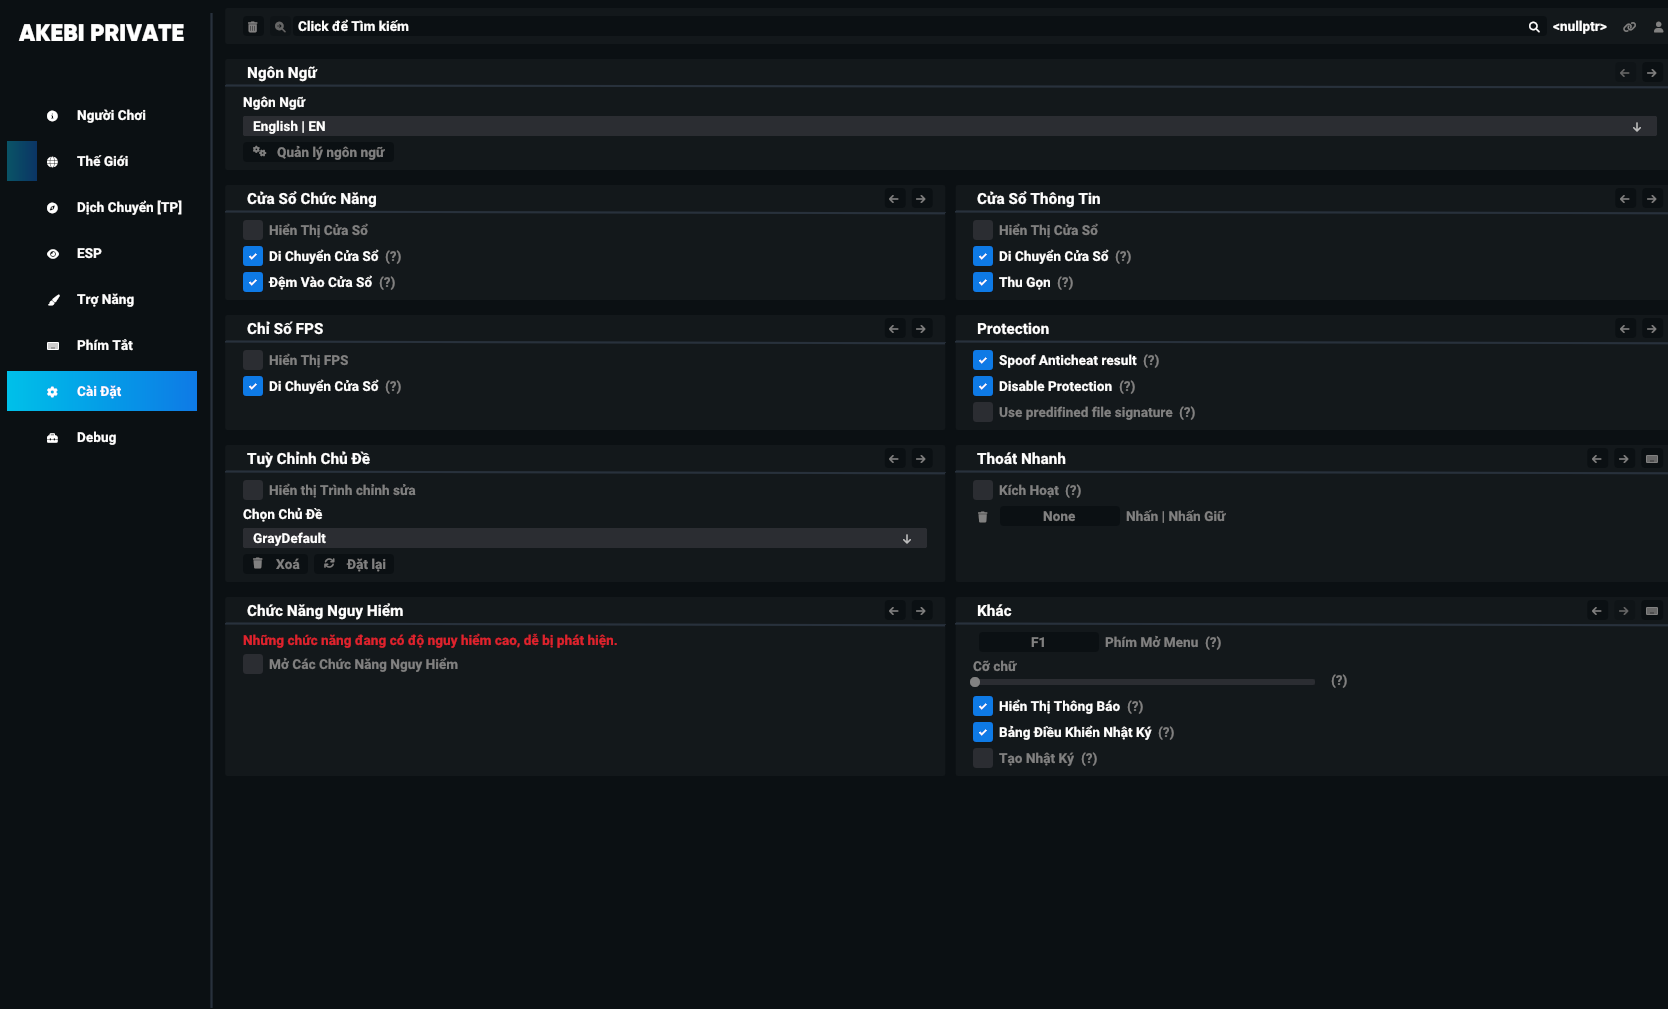 AKEBI PRIVATE
Người Chơi
Thế Giới
Dịch Chuyển [TP]
ESP
Trợ Năng
Phím Tắt
Cài Đặt
Debug
Click để Tìm kiếm
<nullptr>
Ngôn Ngữ
Ngôn Ngữ
English | EN
Quản lý ngôn ngữ
Cửa Sổ Chức Năng
Hiển Thị Cửa Sổ
Di Chuyển Cửa Sổ (?)
Đệm Vào Cửa Sổ (?)
Cửa Sổ Thông Tin
Hiển Thị Cửa Sổ
Di Chuyển Cửa Sổ (?)
Thu Gọn (?)
Chỉ Số FPS
Hiển Thị FPS
Di Chuyển Cửa Sổ (?)
Protection
Spoof Anticheat result (?)
Disable Protection (?)
Use predifined file signature (?)
Tuỳ Chỉnh Chủ Đề
Hiển thị Trình chỉnh sửa
Chọn Chủ Đề
GrayDefault
Xoá Đặt lại
Thoát Nhanh
Kích Hoạt (?)
None Nhấn | Nhấn Giữ
Chức Năng Nguy Hiểm
Những chức năng đang có độ nguy hiểm cao, dễ bị phát hiện.
Mở Các Chức Năng Nguy Hiểm
Khác
F1 Phím Mở Menu (?)
Cỡ chữ
(?)
Hiển Thị Thông Báo (?)
Bảng Điều Khiển Nhật Ký (?)
Tạo Nhật Ký (?)